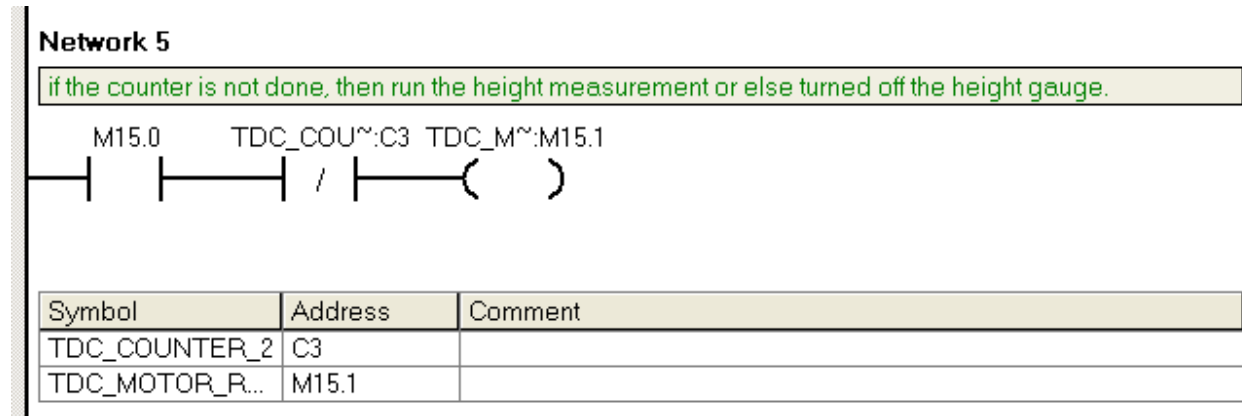 Network 5
if the counter is not done, then run the height measurement or else turned off the height gauge.
M15.0 TDC_COU~:C3 TDC_M~:M15.1
/
Symbol Address Comment
TDC_COUNTER_2 C3
TDC_MOTOR_R... M15.1